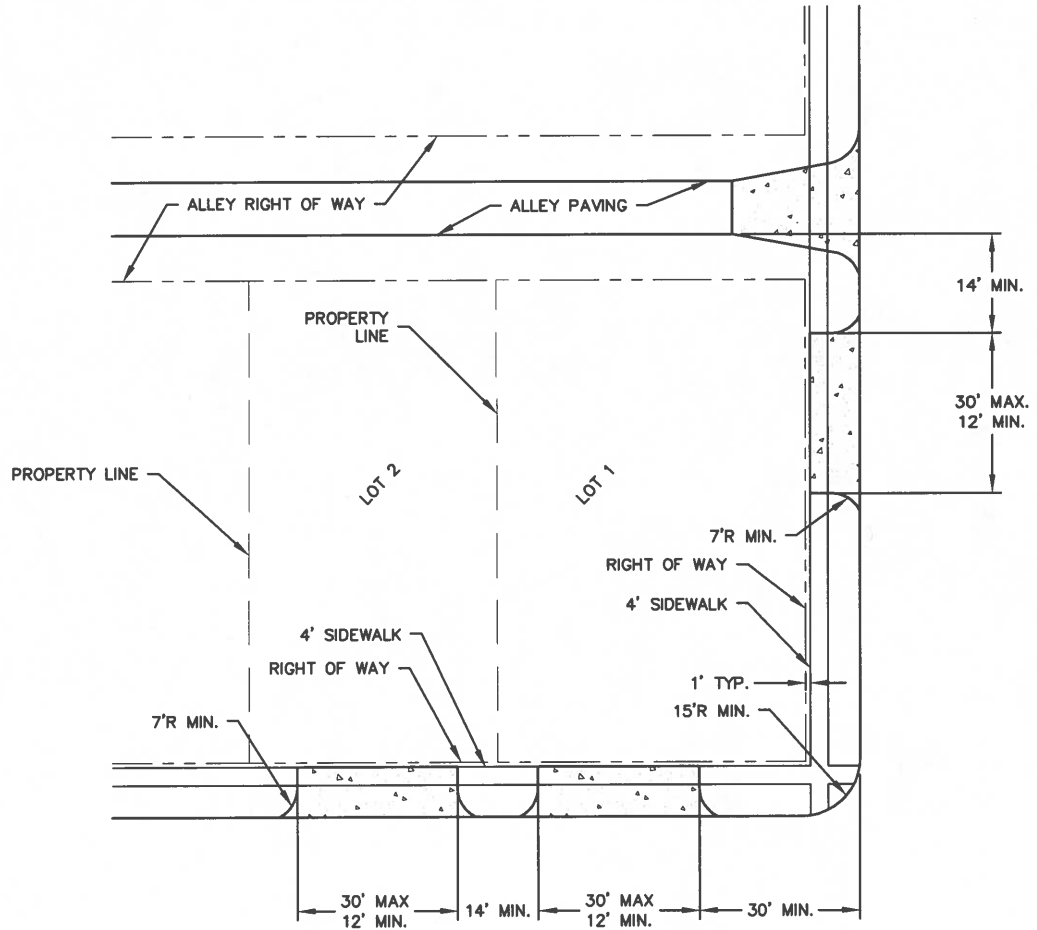 ALLEY RIGHT OF WAY
ALLEY PAVING
14' MIN.
PROPERTY
LINE
30' MAX.
12' MIN.
PROPERTY LINE
LOT 2
LOT 1
7'R MIN.
RIGHT OF WAY
4' SIDEWALK
4' SIDEWALK
RIGHT OF WAY
1' TYP.
7'R MIN.
15'R MIN.
30' MAX
12' MIN.
14' MIN.
30' MAX
12' MIN.
30' MIN.